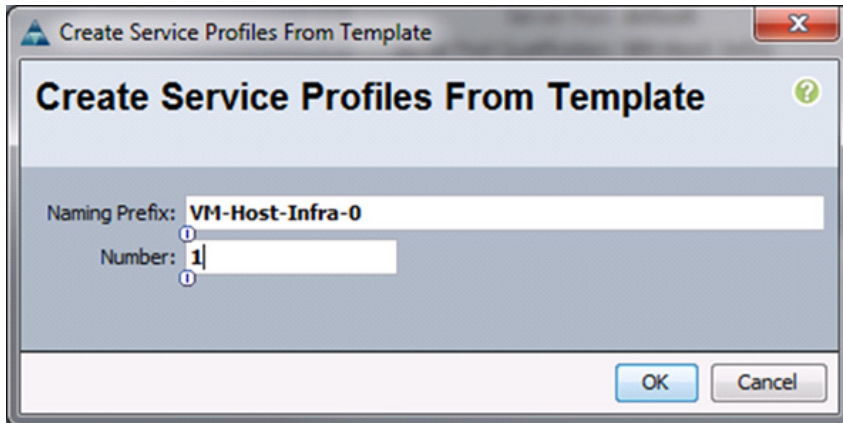 Create Service Profiles From Template
Create Service Profiles From Template
Naming Prefix: VM-Host-Infra-0
Number: 1
OK Cancel